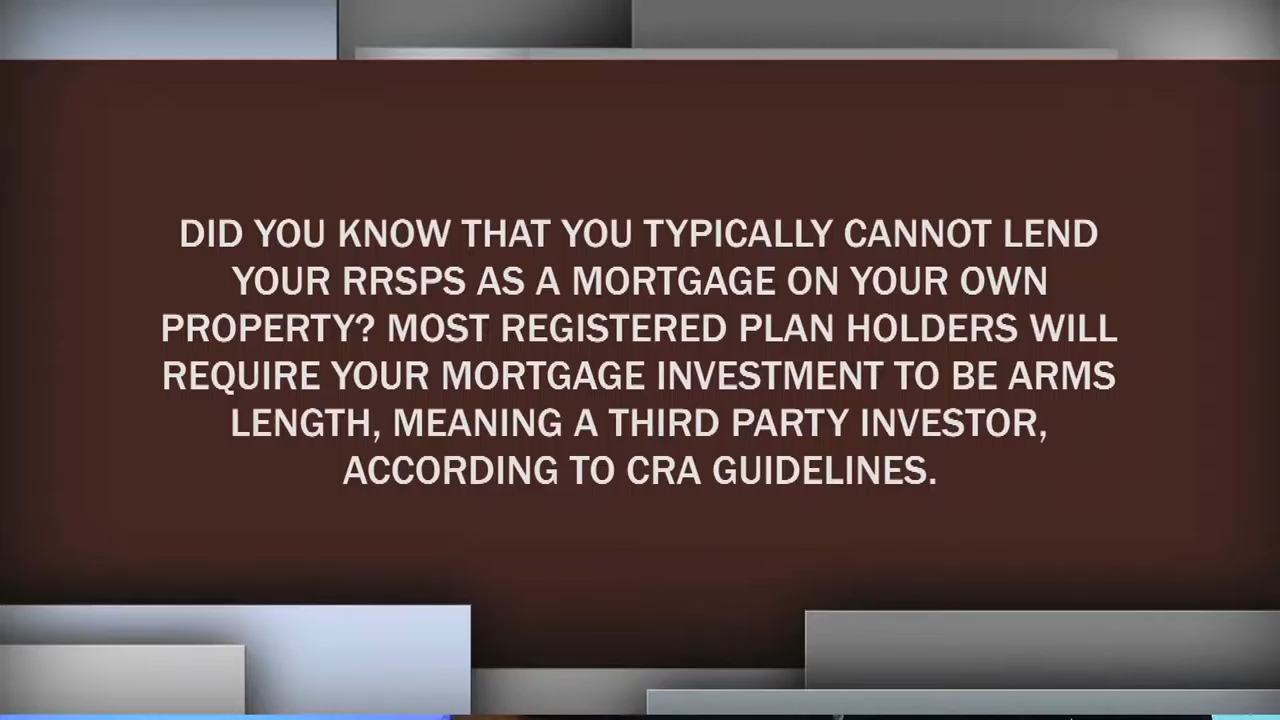 DID YOU KNOW THAT YOU TYPICALLY CANNOT LEND
YOUR RRSPS AS A MORTGAGE ON YOUR OWN
PROPERTY? MOST REGISTERED PLAN HOLDERS WILL
REQUIRE YOUR MORTGAGE INVESTMENT TO BE ARMS
LENGTH, MEANING A THIRD PARTY INVESTOR,
ACCORDING TO CRA GUIDELINES.